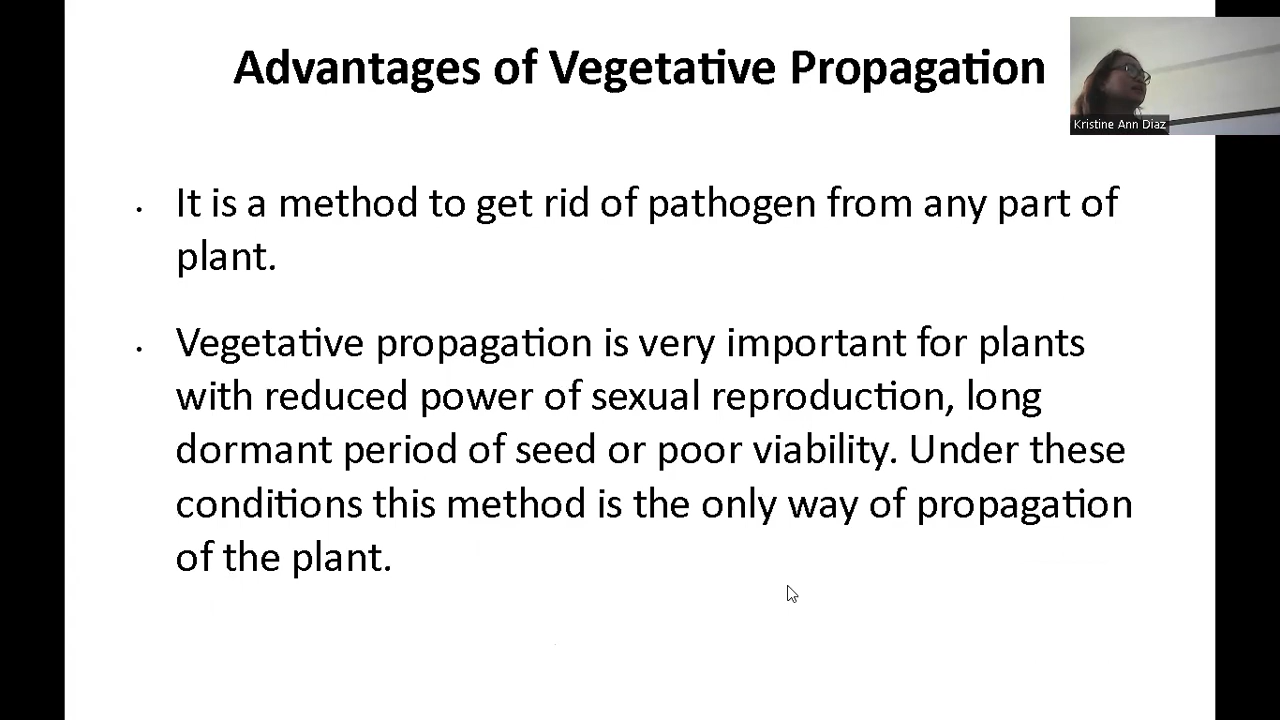 Advantages of Vegetative Propagation
Kristine Ann Diaz
• It is a method to get rid of pathogen from any part of
plant.
• Vegetative propagation is very important for plants
with reduced power of sexual reproduction, long
dormant period of seed or poor viability. Under these
conditions this method is the only way of propagation
of the plant.